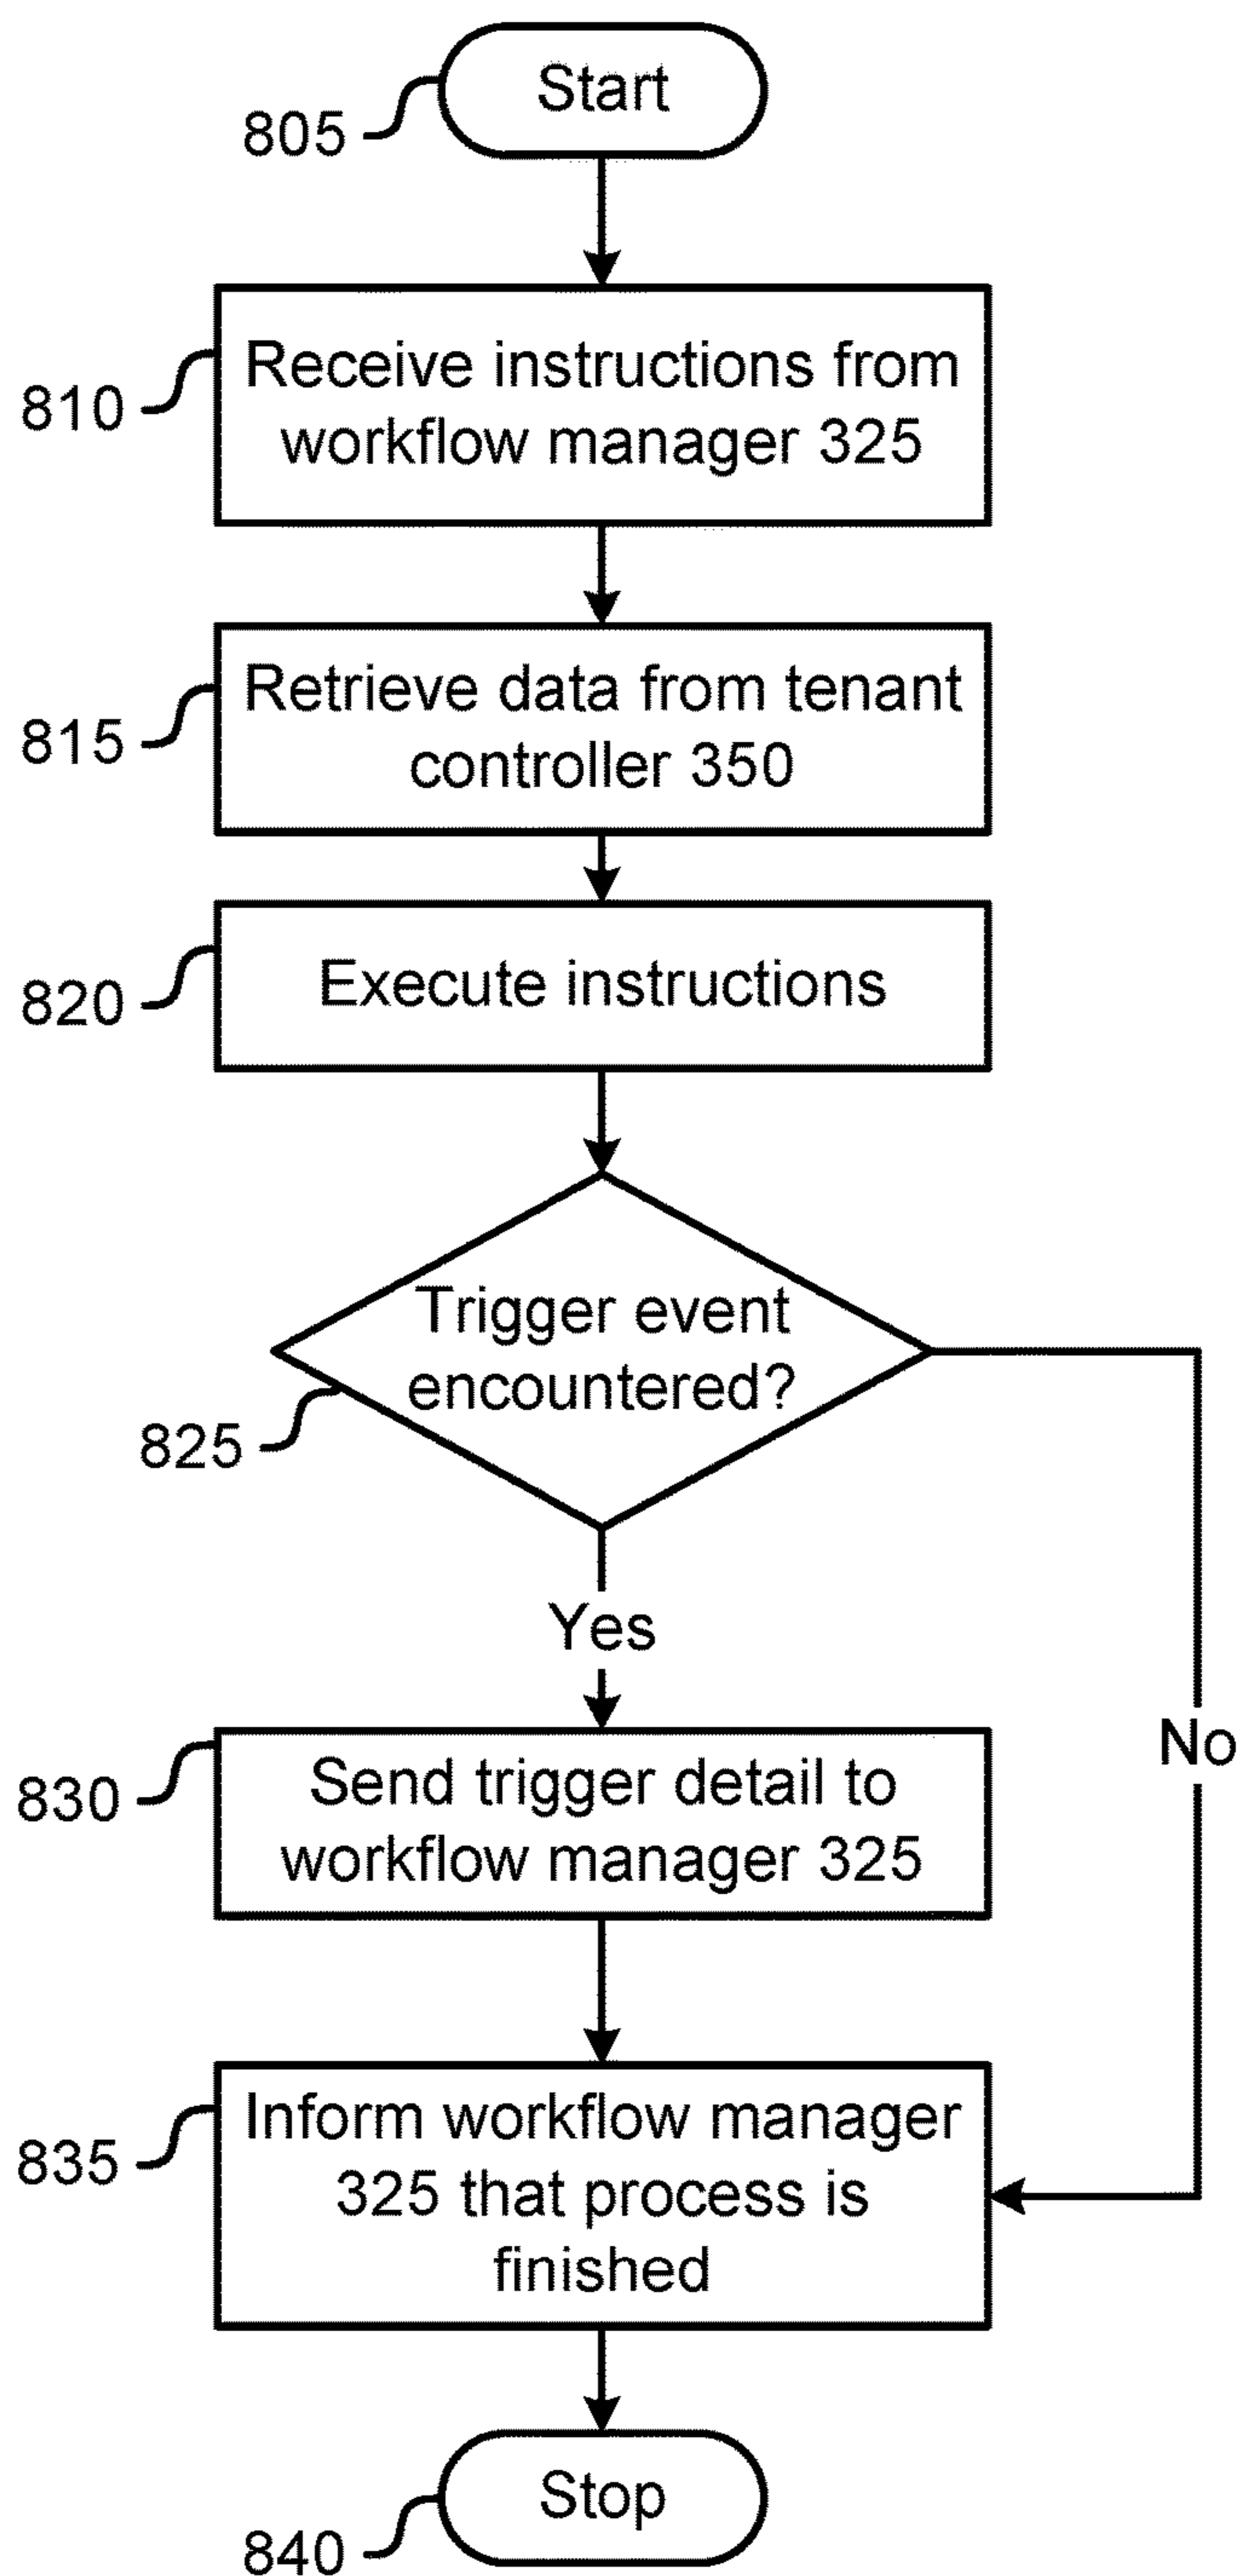 Start
805
Receive instructions from
workflow manager 325
810
Retrieve data from tenant
controller 350
815
Execute instructions
820
Trigger event
encountered?
825
Yes
No
Send trigger detail to
workflow manager 325
830
Inform workflow manager
325 that process is
finished
835
Stop
840